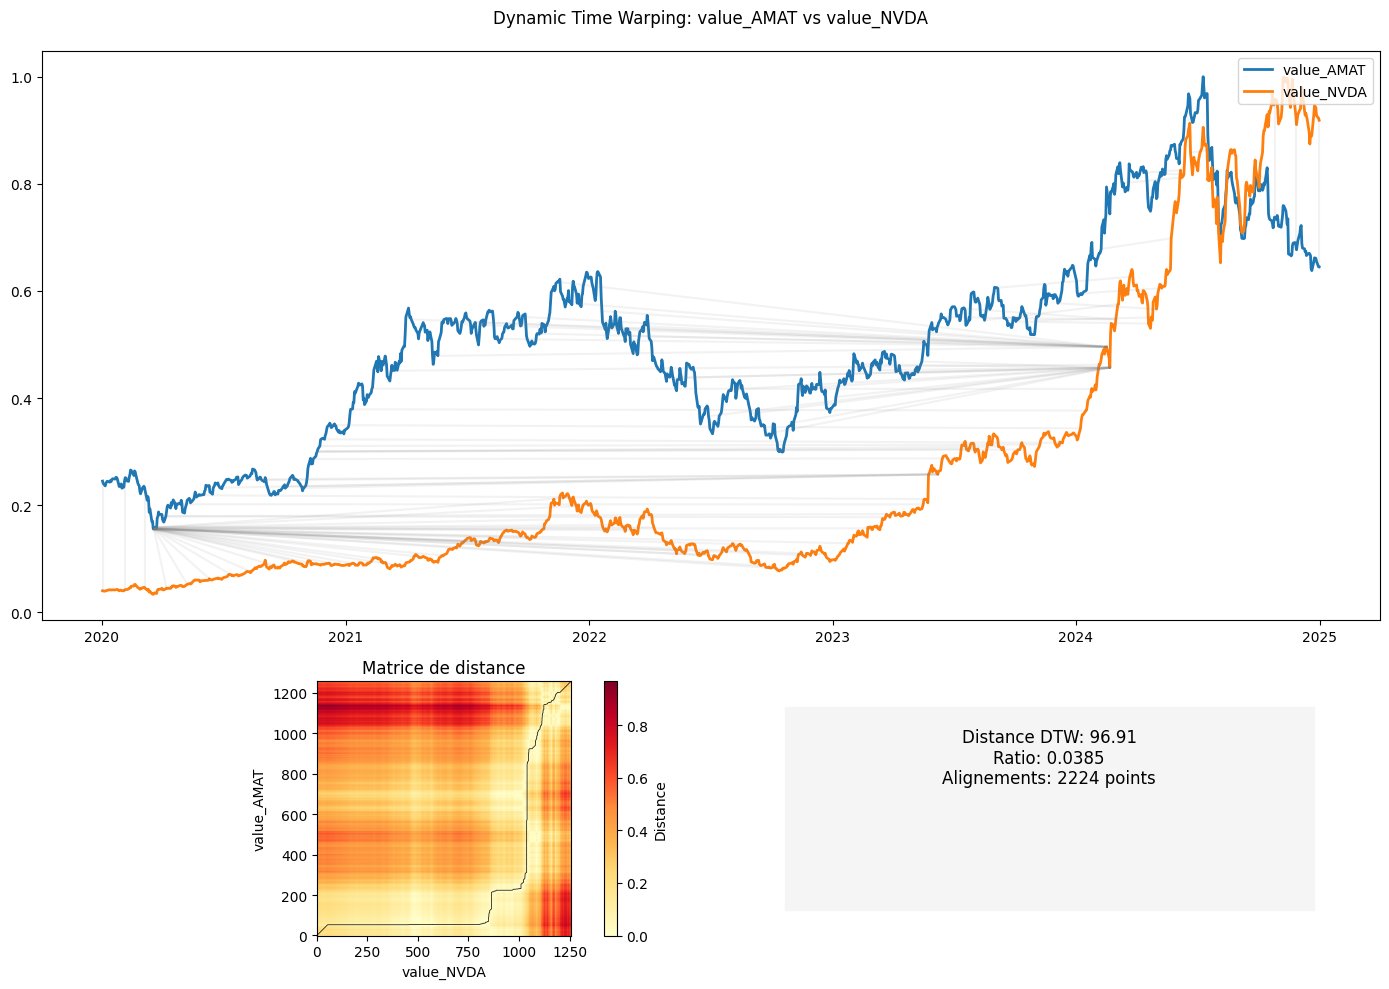 Dynamic Time Warping: value_AMAT vs value_NVDA
1.0
0.8
0.6
0.4
0.2
0.0
value_AMAT
value_NVDA
2020 2021 2022 2023 2024 2025
Matrice de distance
value_AMAT
1200
1000
800
600
400
200
0
0 250 500 750 1000 1250
value_NVDA
0.8
0.6
0.4
0.2
0.0
Distance
Distance DTW: 96.91
Ratio: 0.0385
Alignements: 2224 points